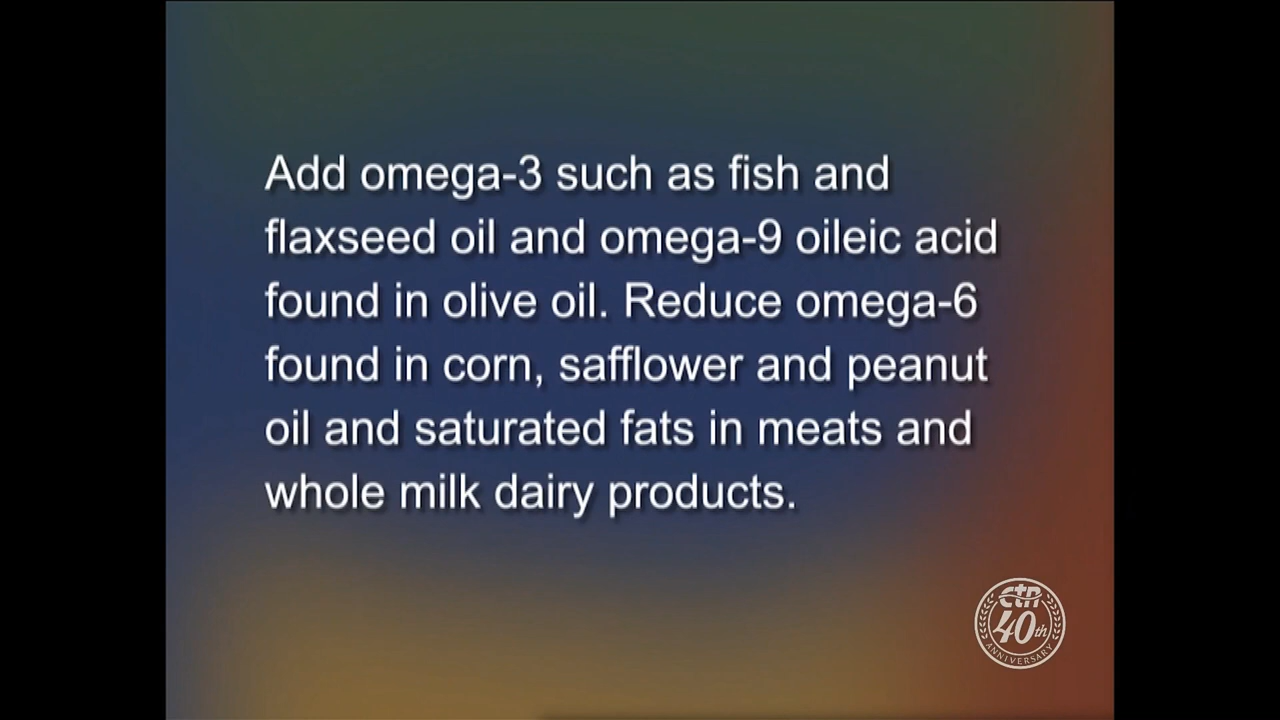 Add omega-3 such as fish and
flaxseed oil and omega-9 oileic acid
found in olive oil. Reduce omega-6
found in corn, safflower and peanut
oil and saturated fats in meats and
whole milk dairy products.
ctn
40th
ANNIVERSARY